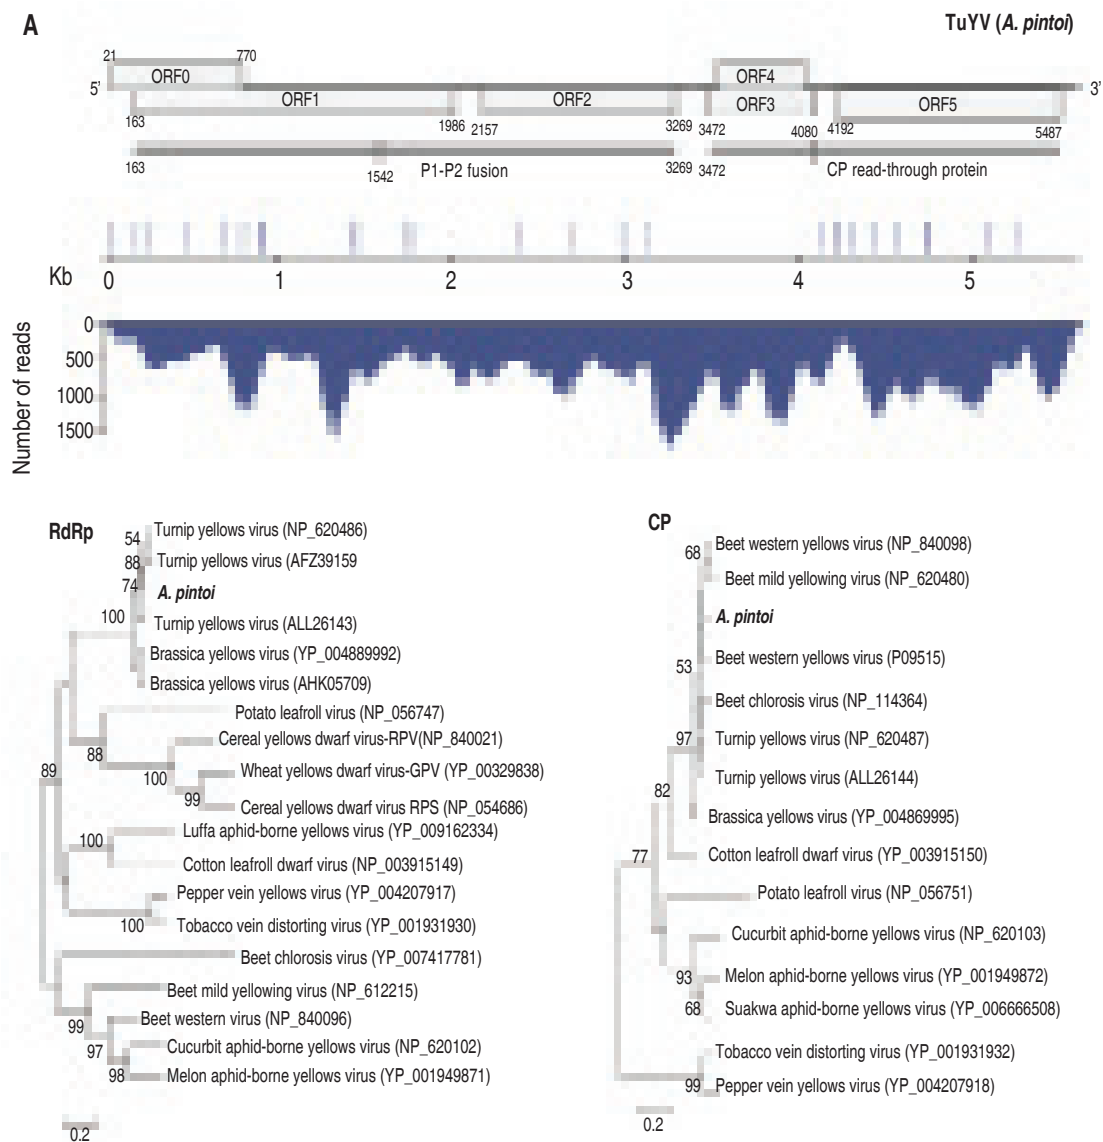 A
TuYV (A. pintoi)
21
770
ORF0
ORF4
5'
3'
ORF1
ORF2
ORF3
ORF5
163
1986
2157
3269
3472
4080
4192
5487
163
1542
P1-P2 fusion
3269
3472
CP read-through protein
Kb
0
1
2
3
4
5
Number of reads
0
500
1000
1500
RdRp
54
Turnip yellows virus (NP_620486)
88
Turnip yellows virus (AFZ39159
74
A. pintoi
100
Turnip yellows virus (ALL26143)
Brassica yellows virus (YP_004889992)
Brassica yellows virus (AHK05709)
Potato leafroll virus (NP_056747)
88
Cereal yellows dwarf virus-RPV(NP_840021)
89
100
Wheat yellows dwarf virus-GPV (YP_00329838)
99
Cereal yellows dwarf virus RPS (NP_054686)
100
Luffa aphid-borne yellows virus (YP_009162334)
Cotton leafroll dwarf virus (NP_003915149)
Pepper vein yellows virus (YP_004207917)
100
Tobacco vein distorting virus (YP_001931930)
Beet chlorosis virus (YP_007417781)
Beet mild yellowing virus (NP_612215)
99
Beet western virus (NP_840096)
97
Cucurbit aphid-borne yellows virus (NP_620102)
98
Melon aphid-borne yellows virus (YP_001949871)
0.2
CP
68
Beet western yellows virus (NP_840098)
Beet mild yellowing virus (NP_620480)
A. pintoi
53
Beet western yellows virus (P09515)
Beet chlorosis virus (NP_114364)
97
Turnip yellows virus (NP_620487)
Turnip yellows virus (ALL26144)
82
Brassica yellows virus (YP_004869995)
77
Cotton leafroll dwarf virus (YP_003915150)
Potato leafroll virus (NP_056751)
Cucurbit aphid-borne yellows virus (NP_620103)
93
Melon aphid-borne yellows virus (YP_001949872)
68
Suakwa aphid-borne yellows virus (YP_006666508)
Tobacco vein distorting virus (YP_001931932)
99
Pepper vein yellows virus (YP_004207918)
0.2